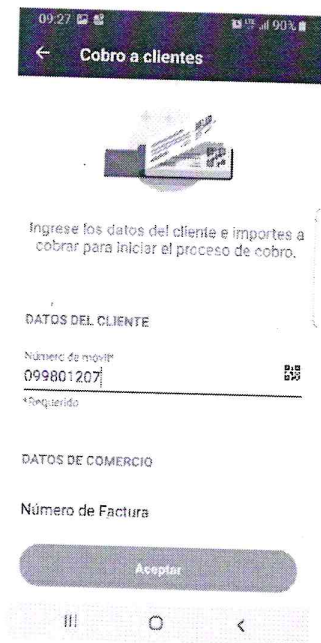 09:27 LTE 90%
Cobro a clientes
Ingrese los datos del cliente e importes a
cobrar para iniciar el proceso de cobro.
DATOS DEL CLIENTE
Número de móvil*
099801207
*Requerido
DATOS DE COMERCIO
Número de Factura
Aceptar